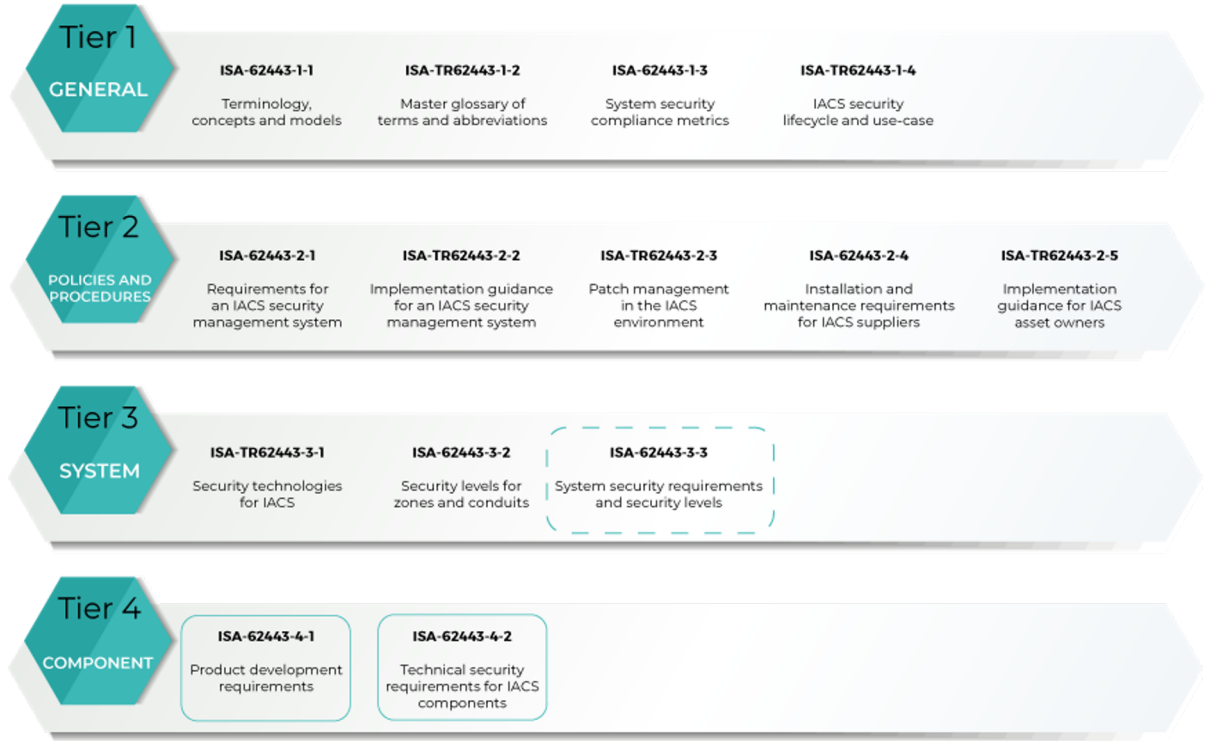 Tier 1
GENERAL
ISA-62443-1-1
Terminology,
concepts and models
ISA-TR62443-1-2
Master glossary of
terms and abbreviations
ISA-62443-1-3
System security
compliance metrics
ISA-TR62443-1-4
IACS security
lifecycle and use-case
Tier 2
POLICIES AND
PROCEDURES
ISA-62443-2-1
Requirements for
an IACS security
management system
ISA-TR62443-2-2
Implementation guidance
for an IACS security
management system
ISA-TR62443-2-3
Patch management
in the IACS
environment
ISA-62443-2-4
Installation and
maintenance requirements
for IACS suppliers
ISA-TR62443-2-5
Implementation
guidance for IACS
asset owners
Tier 3
SYSTEM
ISA-TR62443-3-1
Security technologies
for IACS
ISA-62443-3-2
Security levels for
zones and conduits
ISA-62443-3-3
System security requirements
and security levels
Tier 4
COMPONENT
ISA-62443-4-1
Product development
requirements
ISA-62443-4-2
Technical security
requirements for IACS
components